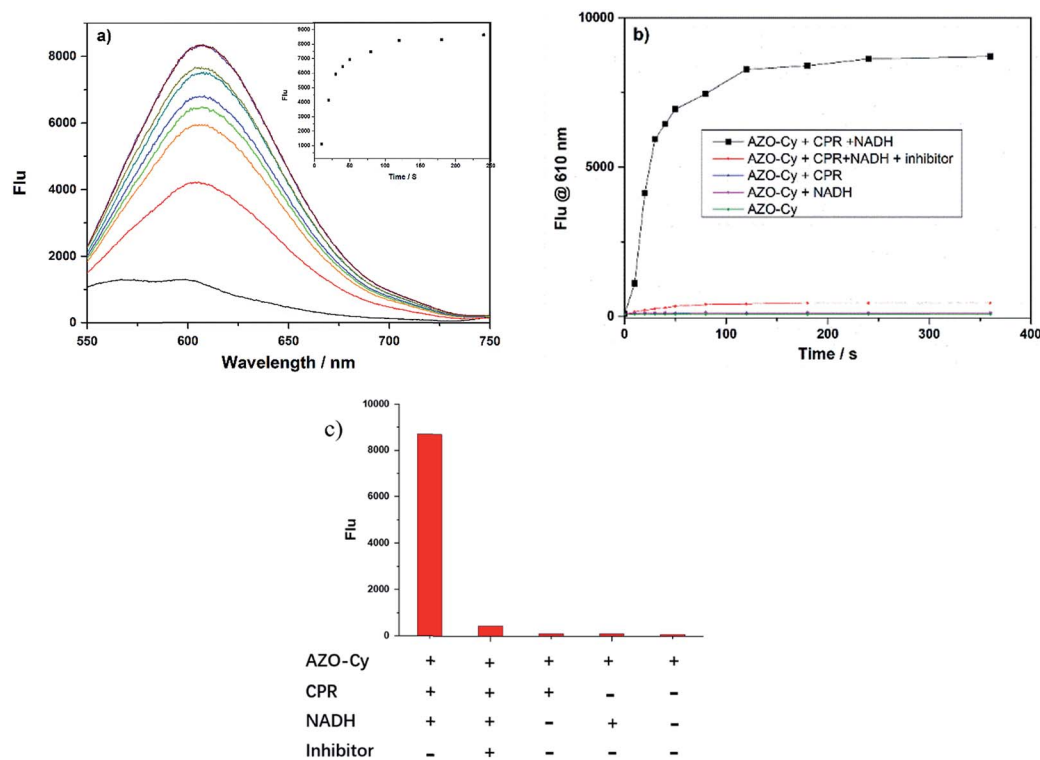 a)
8000
6000
4000
2000
0
Flu
550
600
650
700
750
Wavelength / nm
9000
8000
7000
6000
5000
4000
3000
2000
1000
0
Flu
0
50
100
150
200
250
Time / S
b)
10000
5000
0
Flu @ 610 nm
AZO-Cy + CPR +NADH
AZO-Cy + CPR+NADH + inhibitor
AZO-Cy + CPR
AZO-Cy + NADH
AZO-Cy
0
100
200
300
400
Time / s
c)
10000
8000
6000
4000
2000
0
Flu
AZO-Cy + + + + +
CPR + + + - -
NADH + + - + -
Inhibitor - + - - -